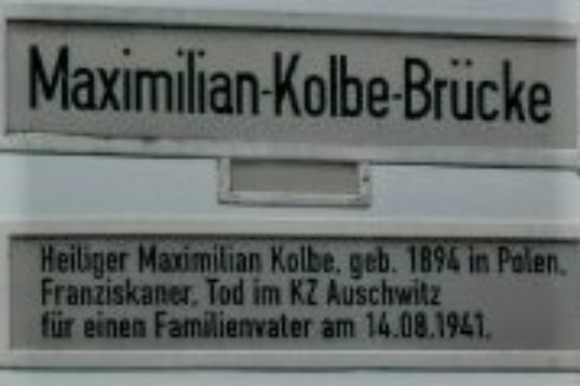 Maximilian-Kolbe-Brücke
Heiliger Maximilian Kolbe, geb. 1894 in Polen,
Franziskaner, Tod im KZ Auschwitz
für einen Familienvater am 14.08.1941.